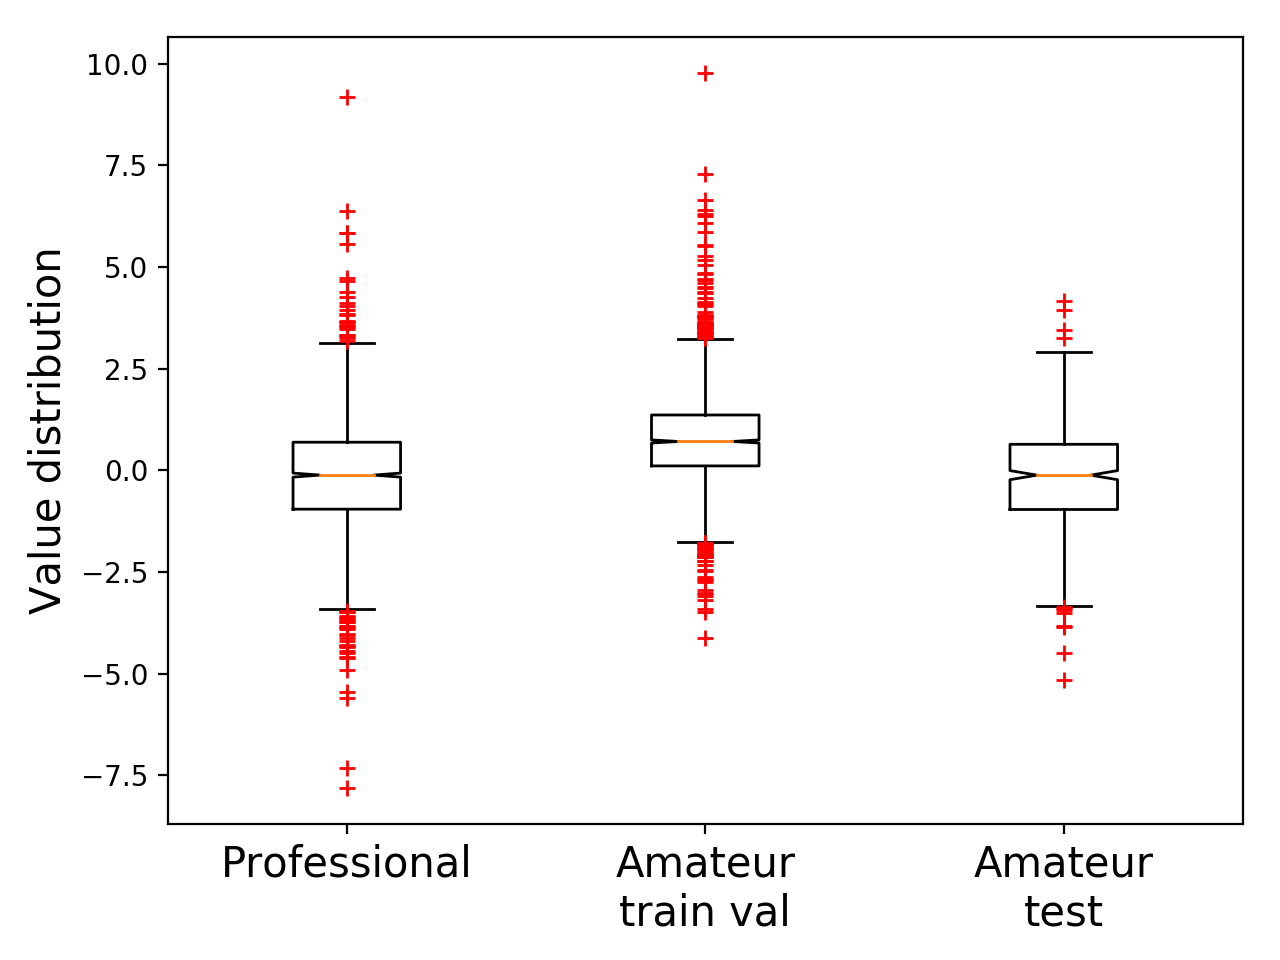 Value distribution
10.0
7.5
5.0
2.5
0.0
−2.5
−5.0
−7.5
Professional
Amateur
train val
Amateur
test